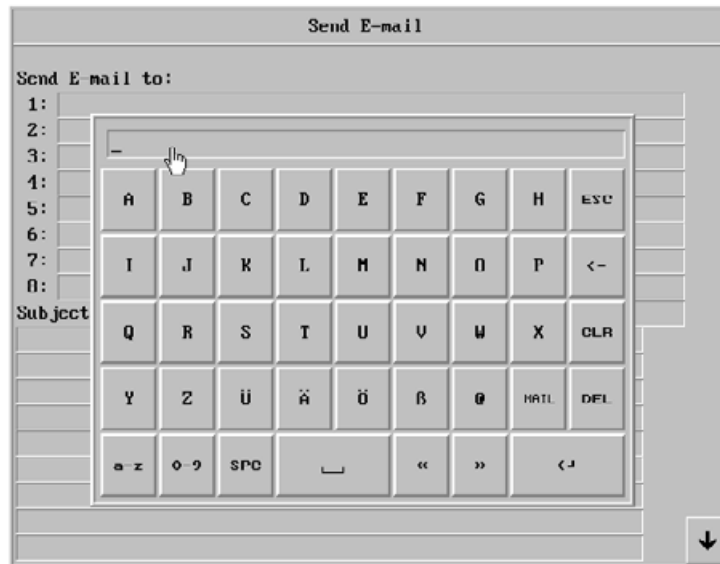 Send E-mail
Send E-mail to:
1:
2:
3:
4:
5:
6:
7:
8:
Subject
_
A B C D E F G H ESC
I J K L M N O P <-
Q R S T U V W X CLR
Y Z Ü Ä Ö ß @ MAIL DEL
a-z 0-9 SPC « »